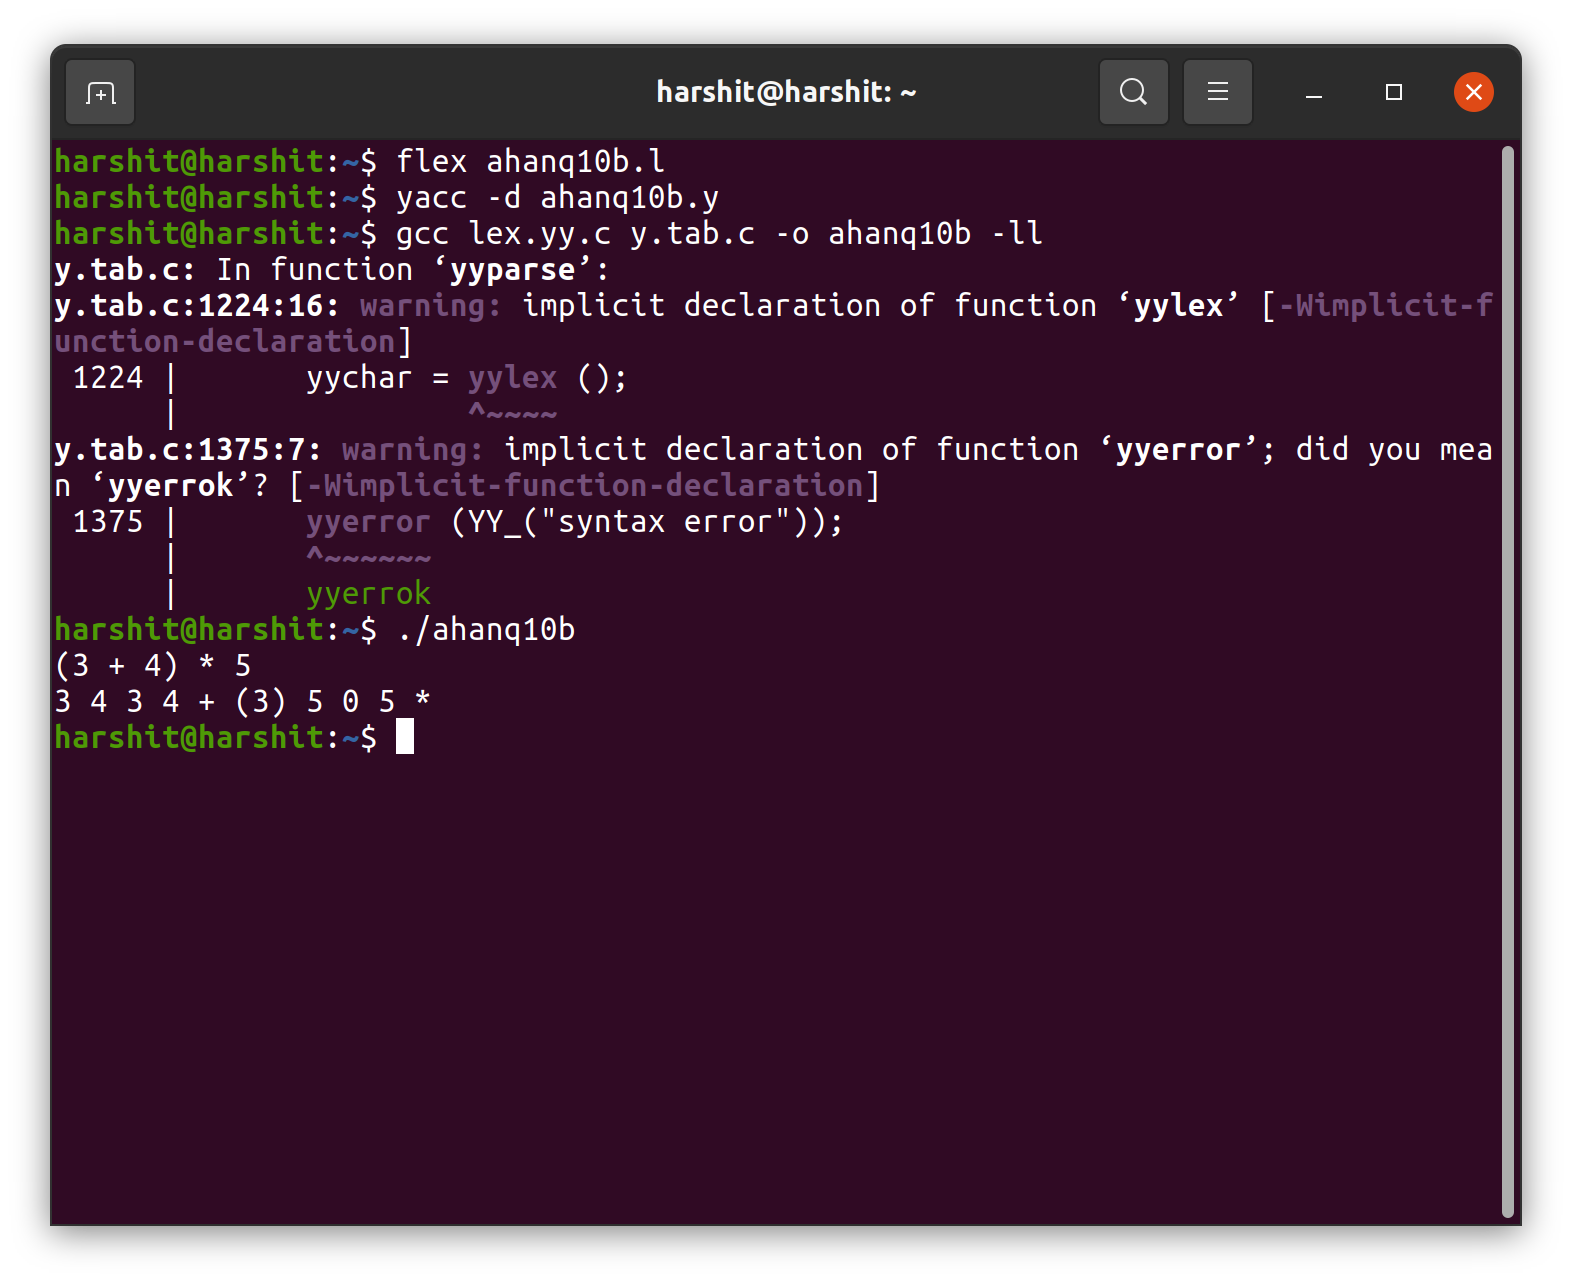 harshit@harshit: ~
harshit@harshit:~$ flex ahanq10b.l
harshit@harshit:~$ yacc -d ahanq10b.y
harshit@harshit:~$ gcc lex.yy.c y.tab.c -o ahanq10b -ll
y.tab.c: In function ‘yyparse’:
y.tab.c:1224:16: warning: implicit declaration of function ‘yylex’ [-Wimplicit-f
unction-declaration]
 1224 |       yychar = yylex ();
      |                ^~~~~
y.tab.c:1375:7: warning: implicit declaration of function ‘yyerror’; did you mea
n ‘yyerrok’? [-Wimplicit-function-declaration]
 1375 |       yyerror (YY_("syntax error"));
      |       ^~~~~~~
      |       yyerrok
harshit@harshit:~$ ./ahanq10b
(3 + 4) * 5
3 4 3 4 + (3) 5 0 5 *
harshit@harshit:~$